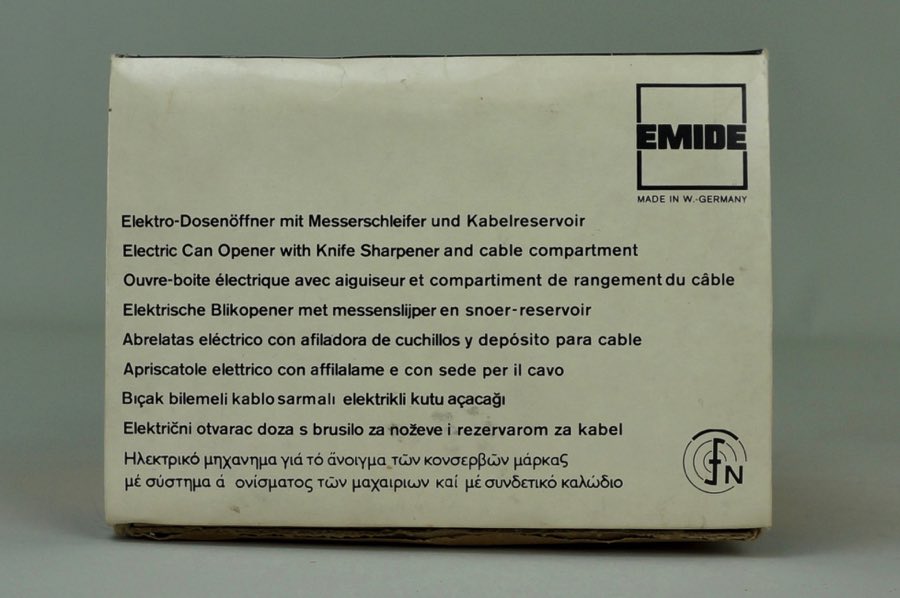 EMIDE
MADE IN W.-GERMANY
Elektro-Dosenöffner mit Messerschleifer und Kabelreservoir
Electric Can Opener with Knife Sharpener and cable compartment
Ouvre-boite électrique avec aiguiseur et compartiment de rangement du câble
Elektrische Blikopener met messenslijper en snoer-reservoir
Abrelatas eléctrico con afiladora de cuchillos y depósito para cable
Apriscatole elettrico con affilalame e con sede per il cavo
Bıçak bilemeli kablo sarmalı elektrikli kutu açacağı
Električni otvarac doza s brusilo za noževe i rezervarom za kabel
Ἠλεκτρικό μηχανημα γιά τό ἄνοιγμα τῶν κονσερβῶν μάρκας
μέ σύστημα ἀ ονίσματος τῶν μαχαιριων καί μέ συνδετικό καλώδιο
FN